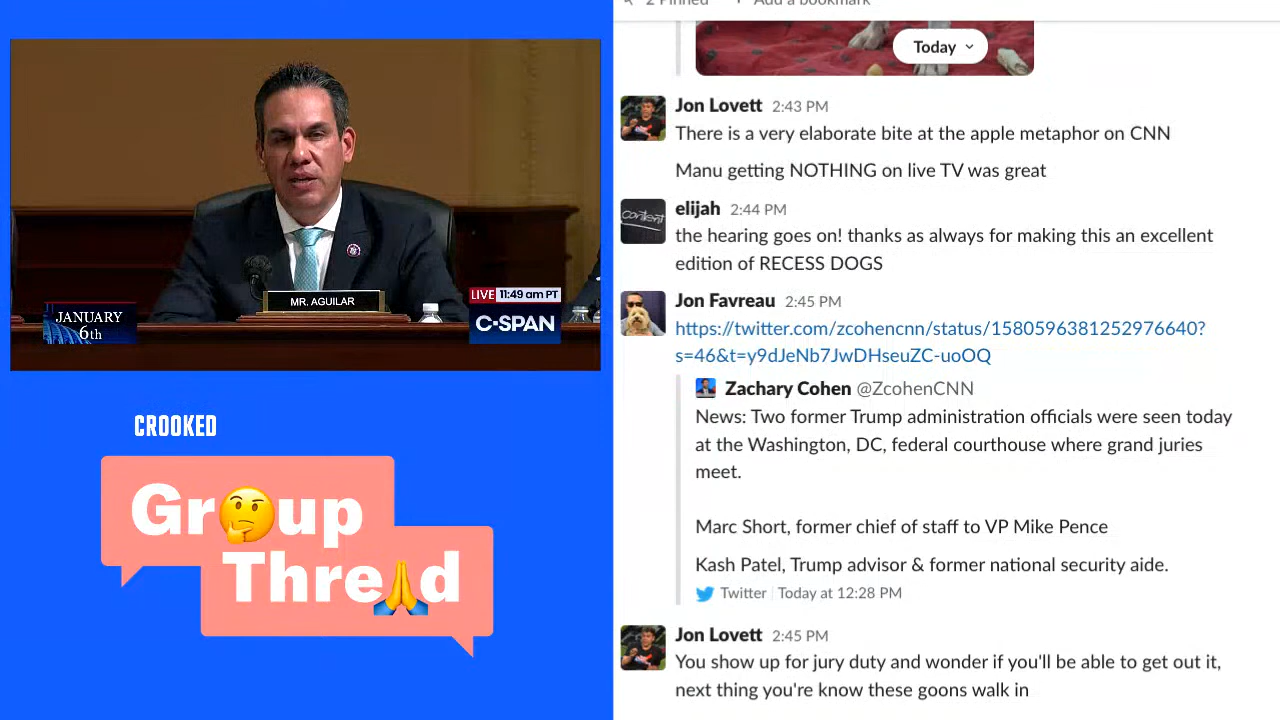 MR. AGUILAR
JANUARY
6th
LIVE 11:49 am PT
C-SPAN
CROOKED
Gr🤔up
Thre🙏d
2 Pinned + Add a bookmark
Today
Jon Lovett 2:43 PM
There is a very elaborate bite at the apple metaphor on CNN
Manu getting NOTHING on live TV was great
content
elijah 2:44 PM
the hearing goes on! thanks as always for making this an excellent
edition of RECESS DOGS
Jon Favreau 2:45 PM
https://twitter.com/zcohencnn/status/1580596381252976640?
s=46&t=y9dJeNb7JwDHseuZC-uoOQ
Zachary Cohen @ZcohenCNN
News: Two former Trump administration officials were seen today
at the Washington, DC, federal courthouse where grand juries
meet.
Marc Short, former chief of staff to VP Mike Pence
Kash Patel, Trump advisor & former national security aide.
Twitter | Today at 12:28 PM
Jon Lovett 2:45 PM
You show up for jury duty and wonder if you'll be able to get out it,
next thing you're know these goons walk in